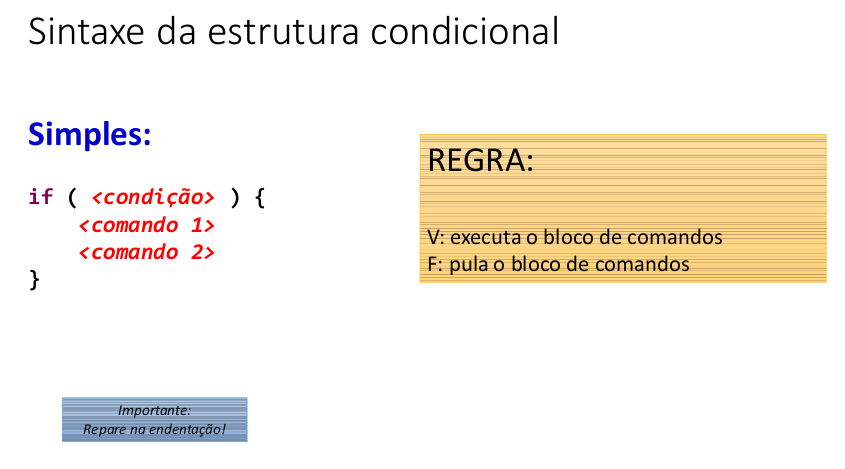 Sintaxe da estrutura condicional
Simples:
if ( <condição> ) {
<comando 1>
<comando 2>
}
REGRA:
V: executa o bloco de comandos
F: pula o bloco de comandos
Importante:
Repare na endentação!